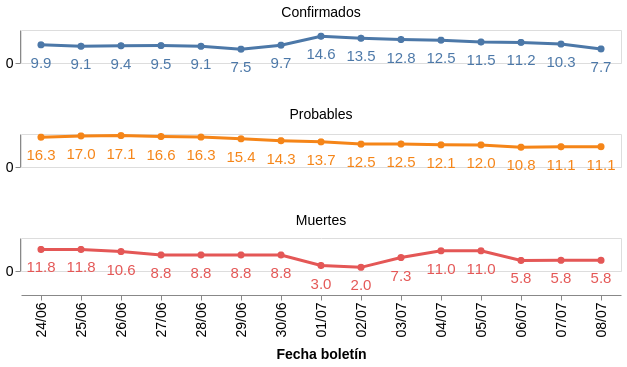 Confirmados
0
9.9 9.1 9.4 9.5 9.1 7.5 9.7 14.6 13.5 12.8 12.5 11.5 11.2 10.3 7.7
Probables
0
16.3 17.0 17.1 16.6 16.3 15.4 14.3 13.7 12.5 12.5 12.1 12.0 10.8 11.1 11.1
Muertes
0
11.8 11.8 10.6 8.8 8.8 8.8 8.8 3.0 2.0 7.3 11.0 11.0 5.8 5.8 5.8
24/06 25/06 26/06 27/06 28/06 29/06 30/06 01/07 02/07 03/07 04/07 05/07 06/07 07/07 08/07
Fecha boletín